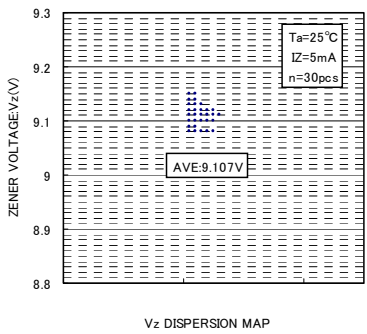 9.3
Ta=25°C
IZ=5mA
n=30pcs
9.2
9.1
ZENER VOLTAGE:Vz(V)
AVE:9.107V
9
8.9
8.8
Vz DISPERSION MAP